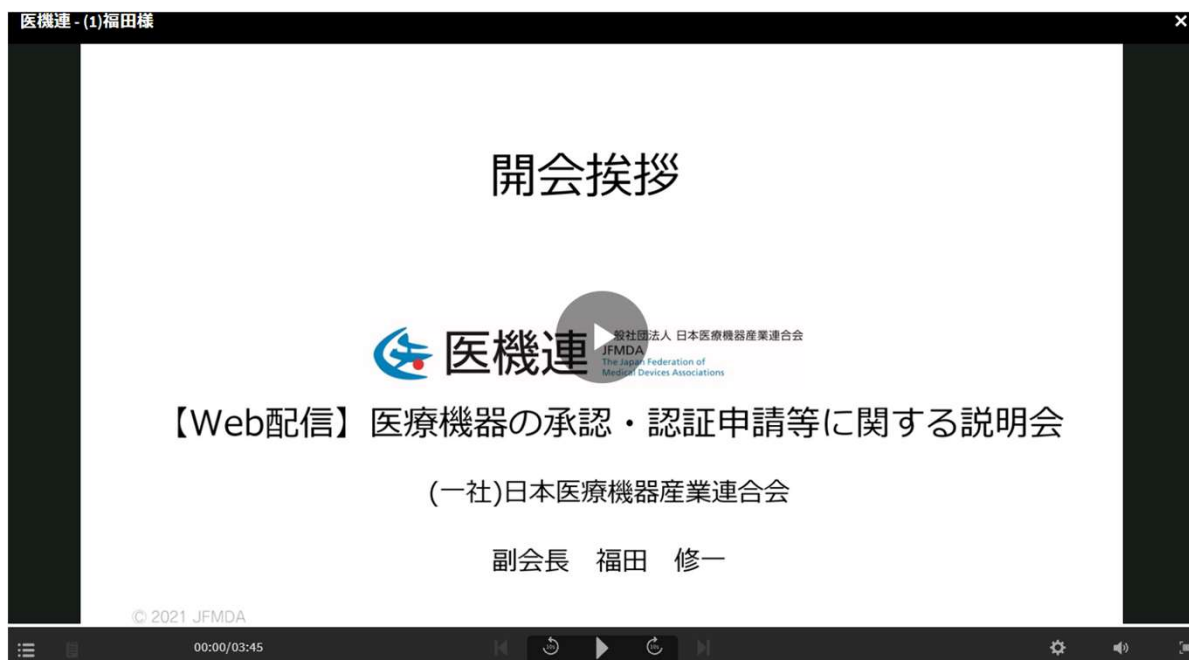 医機連 - (1)福田様
開会挨拶
医機連
一般社団法人 日本医療機器産業連合会
JFMDA
The Japan Federation of
Medical Devices Associations
【Web配信】医療機器の承認・認証申請等に関する説明会
(一社)日本医療機器産業連合会
副会長 福田 修一
© 2021 JFMDA
00:00/03:45
10s
10s